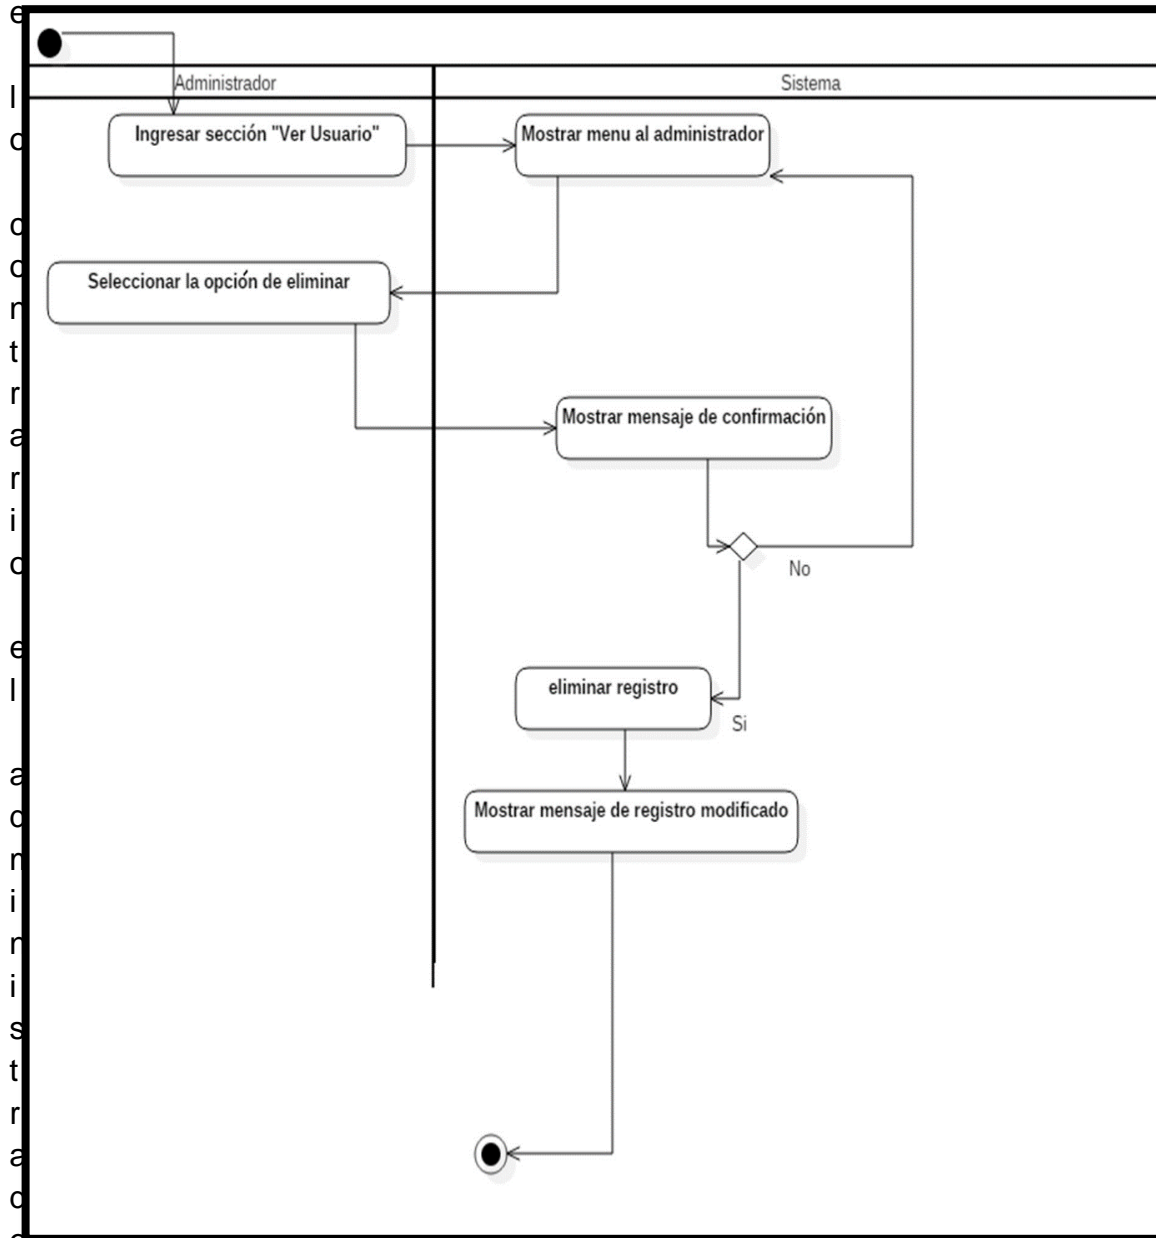 Administrador
Sistema
Ingresar sección "Ver Usuario"
Mostrar menu al administrador
Seleccionar la opción de eliminar
Mostrar mensaje de confirmación
No
eliminar registro
Si
Mostrar mensaje de registro modificado